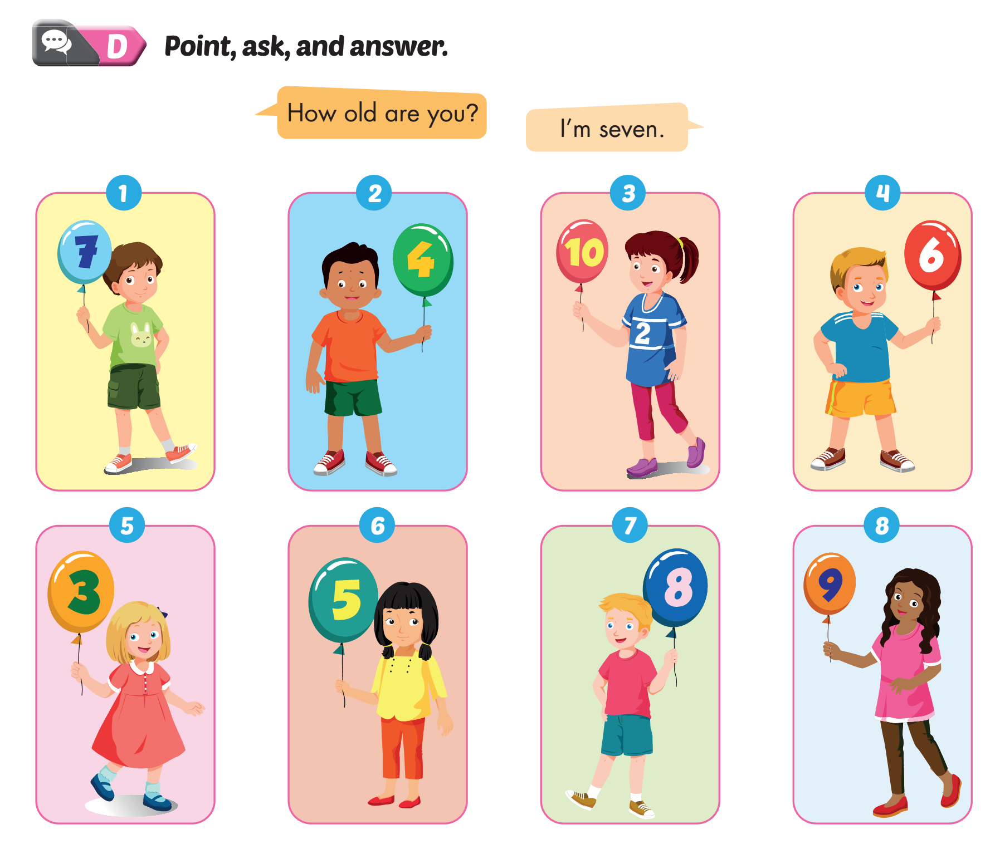 D Point, ask, and answer.
How old are you?
I'm seven.
1 2 3 4
7
4
10
2
6
5 6 7 8
3
5
8
9